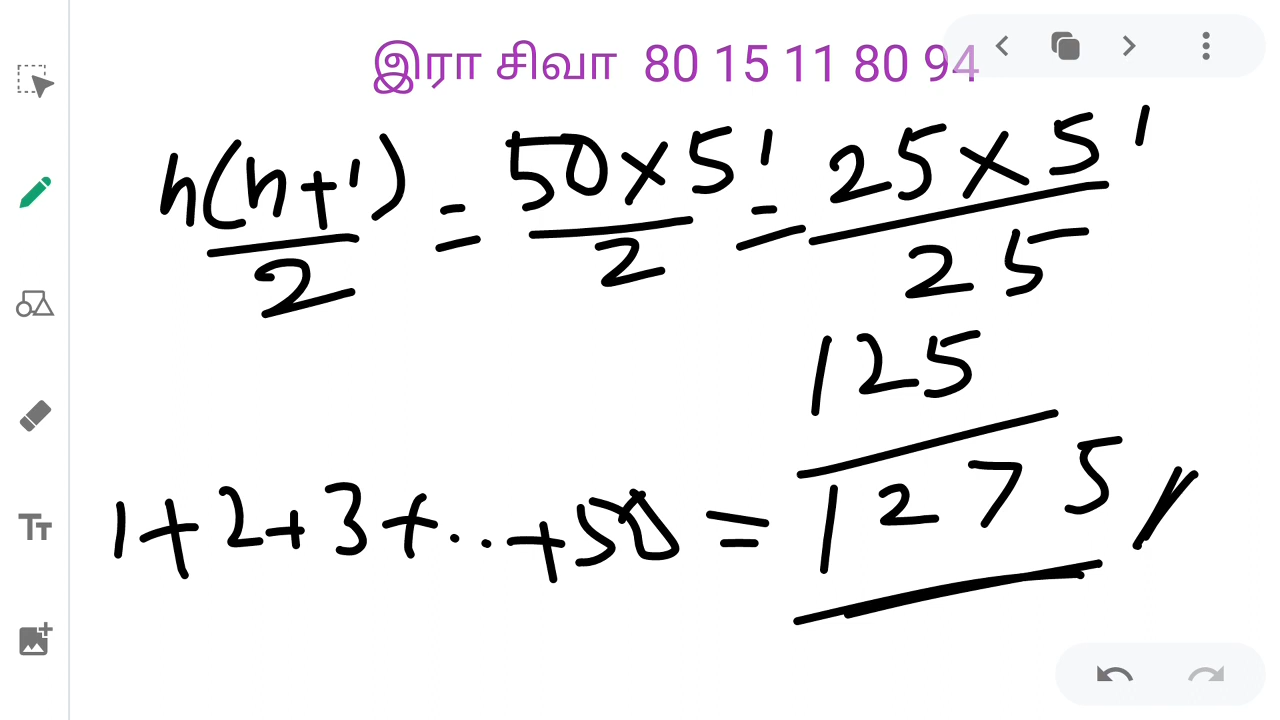 இரா சிவா 80 15 11 80 94
n(n+1)/2 = 50×51/2 = 25×51
25
125
1+2+3+...+50 = 1275
Tт